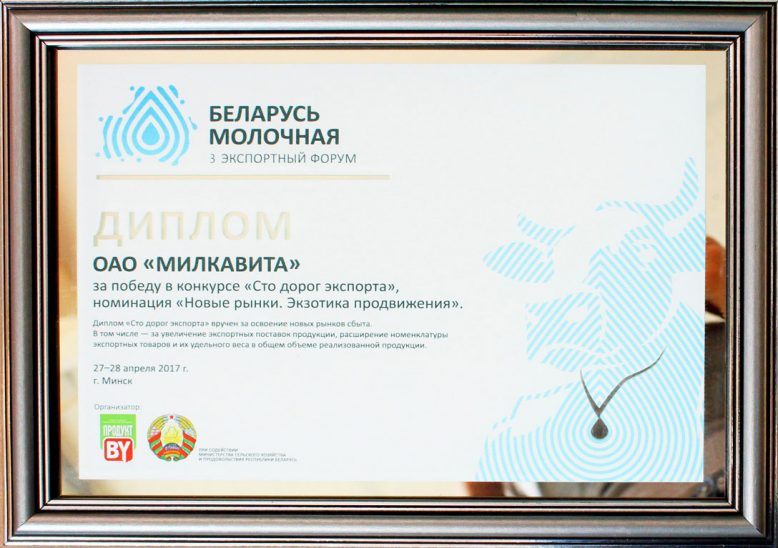 БЕЛАРУСЬ
МОЛОЧНАЯ
3 ЭКСПОРТНЫЙ ФОРУМ
ДИПЛОМ
ОАО «МИЛКАВИТА»
за победу в конкурсе «Сто дорог экспорта»,
номинация «Новые рынки. Экзотика продвижения».
Диплом «Сто дорог экспорта» вручен за освоение новых рынков сбыта.
В том числе — за увеличение экспортных поставок продукции, расширение номенклатуры
экспортных товаров и их удельного веса в общем объеме реализованной продукции.
27–28 апреля 2017 г.
г. Минск
Организатор:
ПРОДУКТ
BY
ПРИ СОДЕЙСТВИИ
МИНИСТЕРСТВА СЕЛЬСКОГО ХОЗЯЙСТВА
И ПРОДОВОЛЬСТВИЯ РЕСПУБЛИКИ БЕЛАРУСЬ